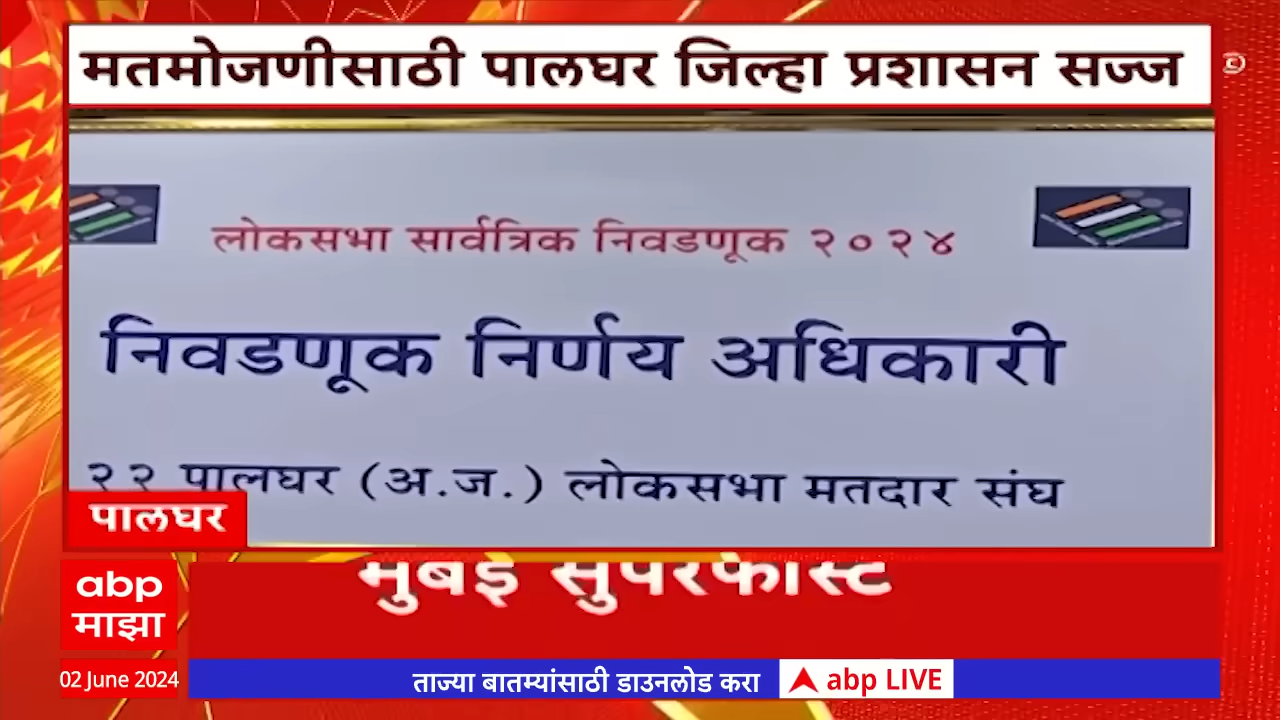 मतमोजणीसाठी पालघर जिल्हा प्रशासन सज्ज
लोकसभा सार्वत्रिक निवडणूक २०२४
निवडणूक निर्णय अधिकारी
२२ पालघर (अ.ज.) लोकसभा मतदार संघ
पालघर
abp
माझा
मुंबई सुपरफास्ट
02 June 2024
ताज्या बातम्यांसाठी डाउनलोड करा abp LIVE